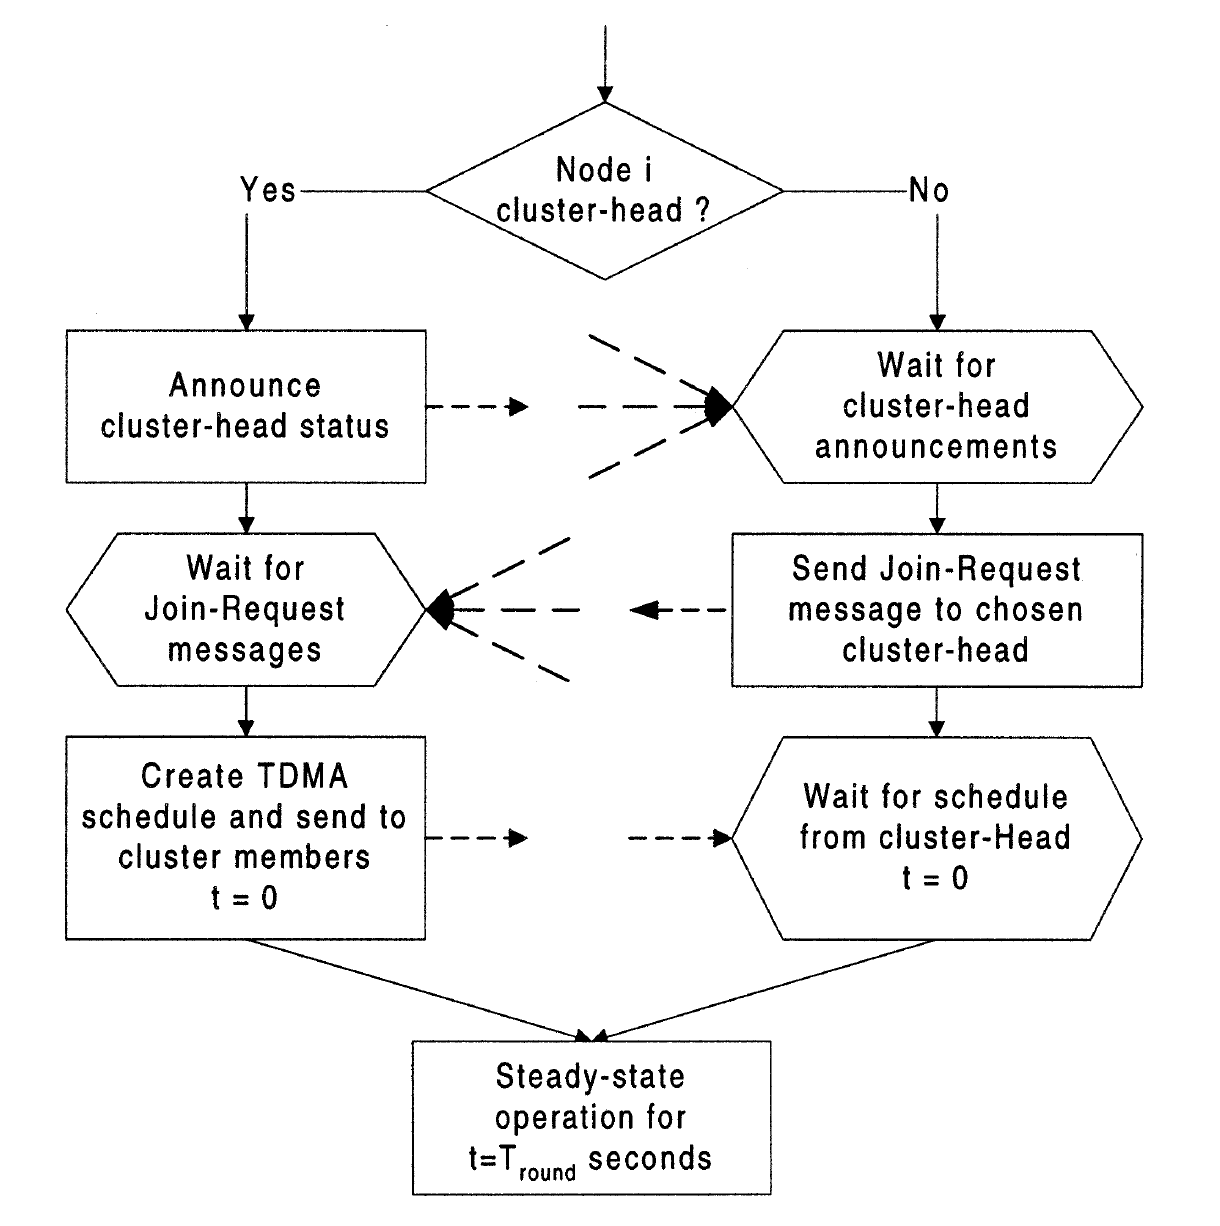 Node i
cluster-head ?
Yes
No
Announce
cluster-head status
Wait for
cluster-head
announcements
Wait for
Join-Request
messages
Send Join-Request
message to chosen
cluster-head
Create TDMA
schedule and send to
cluster members
t = 0
Wait for schedule
from cluster-Head
t = 0
Steady-state
operation for
t=Tround seconds